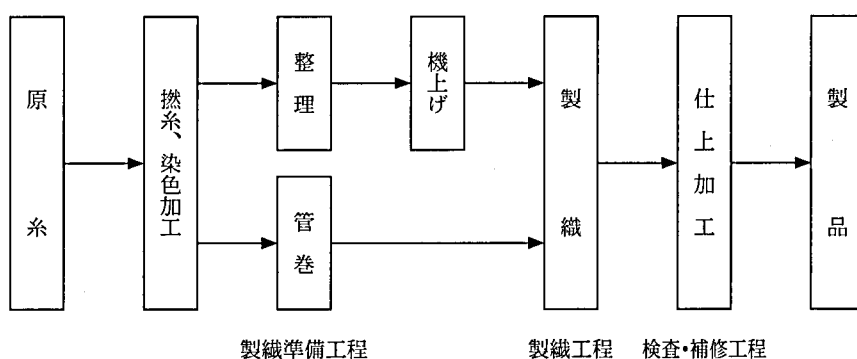 原糸
撚糸、染色加工
整理
機上げ
管巻
製織
仕上加工
製品
製織準備工程
製織工程
検査・補修工程